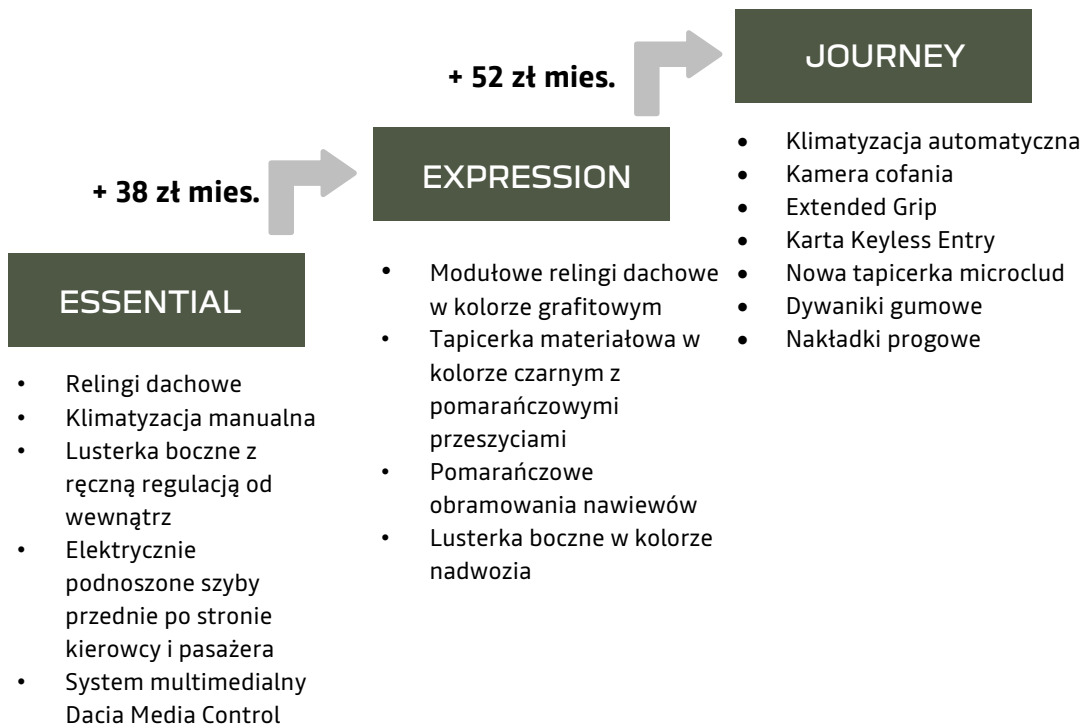 ESSENTIAL
• Relingi dachowe
• Klimatyzacja manualna
• Lusterka boczne z
ręczną regulacją od
wewnątrz
• Elektrycznie
podnoszone szyby
przednie po stronie
kierowcy i pasażera
• System multimedialny
Dacia Media Control
+ 38 zł mies.
EXPRESSION
• Modułowe relingi dachowe
w kolorze grafitowym
• Tapicerka materiałowa w
kolorze czarnym z
pomarańczowymi
przeszyciami
• Pomarańczowe
obramowania nawiewów
• Lusterka boczne w kolorze
nadwozia
+ 52 zł mies.
JOURNEY
• Klimatyzacja automatyczna
• Kamera cofania
• Extended Grip
• Karta Keyless Entry
• Nowa tapicerka microclud
• Dywaniki gumowe
• Nakładki progowe